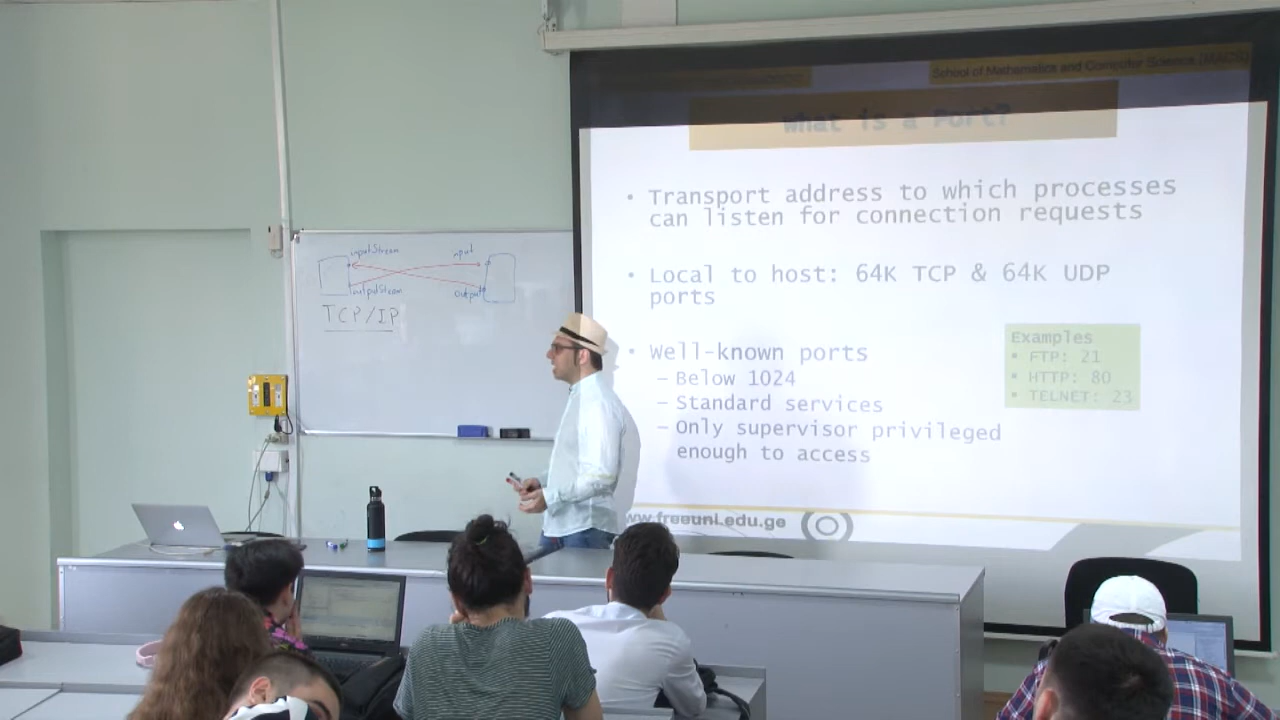 School of Mathematics and Computer Science (MACS)
What is a Port?
• Transport address to which processes
can listen for connection requests
• Local to host: 64K TCP & 64K UDP
ports
• Well-known ports
– Below 1024
– Standard services
– Only supervisor privileged
enough to access
Examples
• FTP: 21
• HTTP: 80
• TELNET: 23
www.freeuni.edu.ge
inputStream
outputStream
input
output
TCP/IP